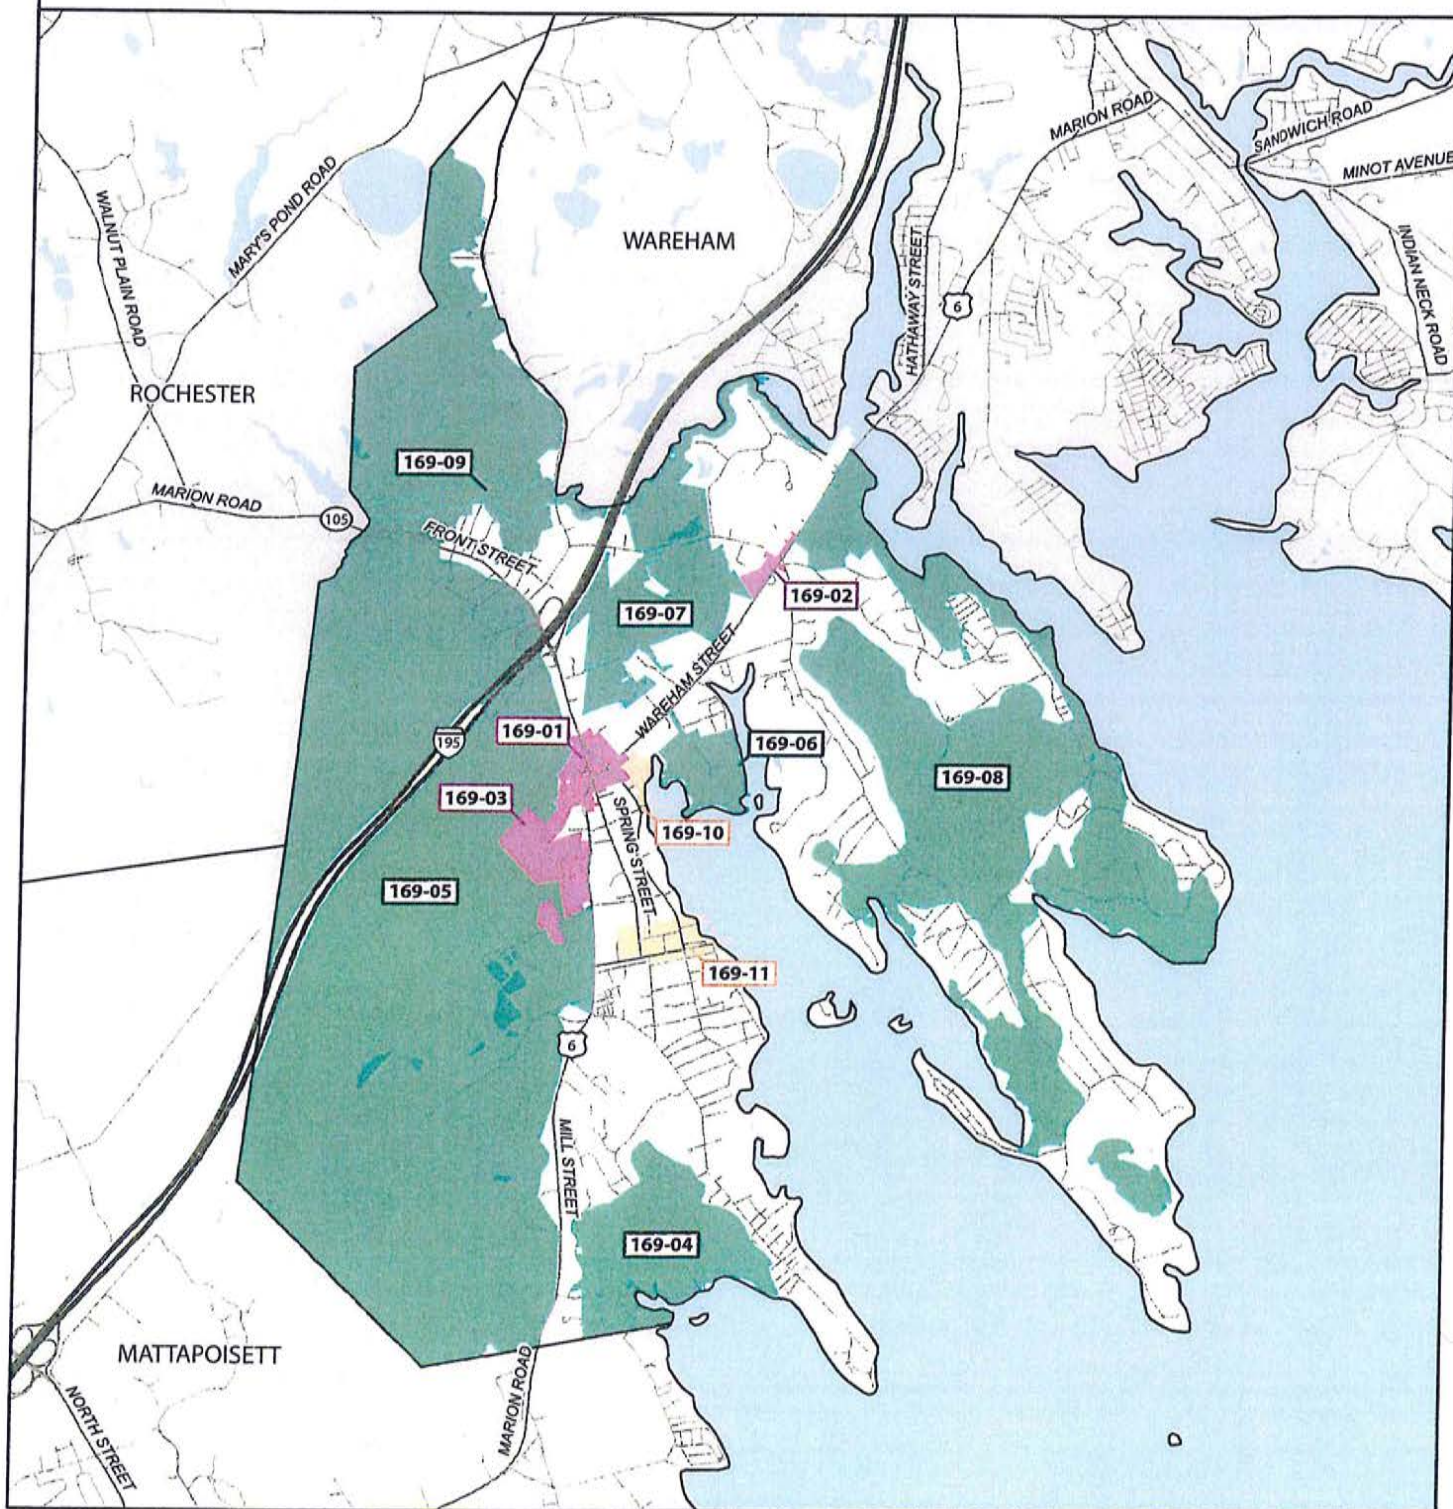 MARION ROAD
SANDWICH ROAD
MINOT AVENUE
WALNUT PLAIN ROAD
MARY'S POND ROAD
WAREHAM
HATHAWAY STREET
6
INDIAN NECK ROAD
ROCHESTER
169-09
MARION ROAD
105
FRONT STREET
169-02
169-07
WAREHAM STREET
169-01
195
169-06
169-08
169-03
SPRING STREET
169-10
169-05
169-11
6
MILL STREET
169-04
MATTAPOISETT
MARION ROAD
NORTH STREET